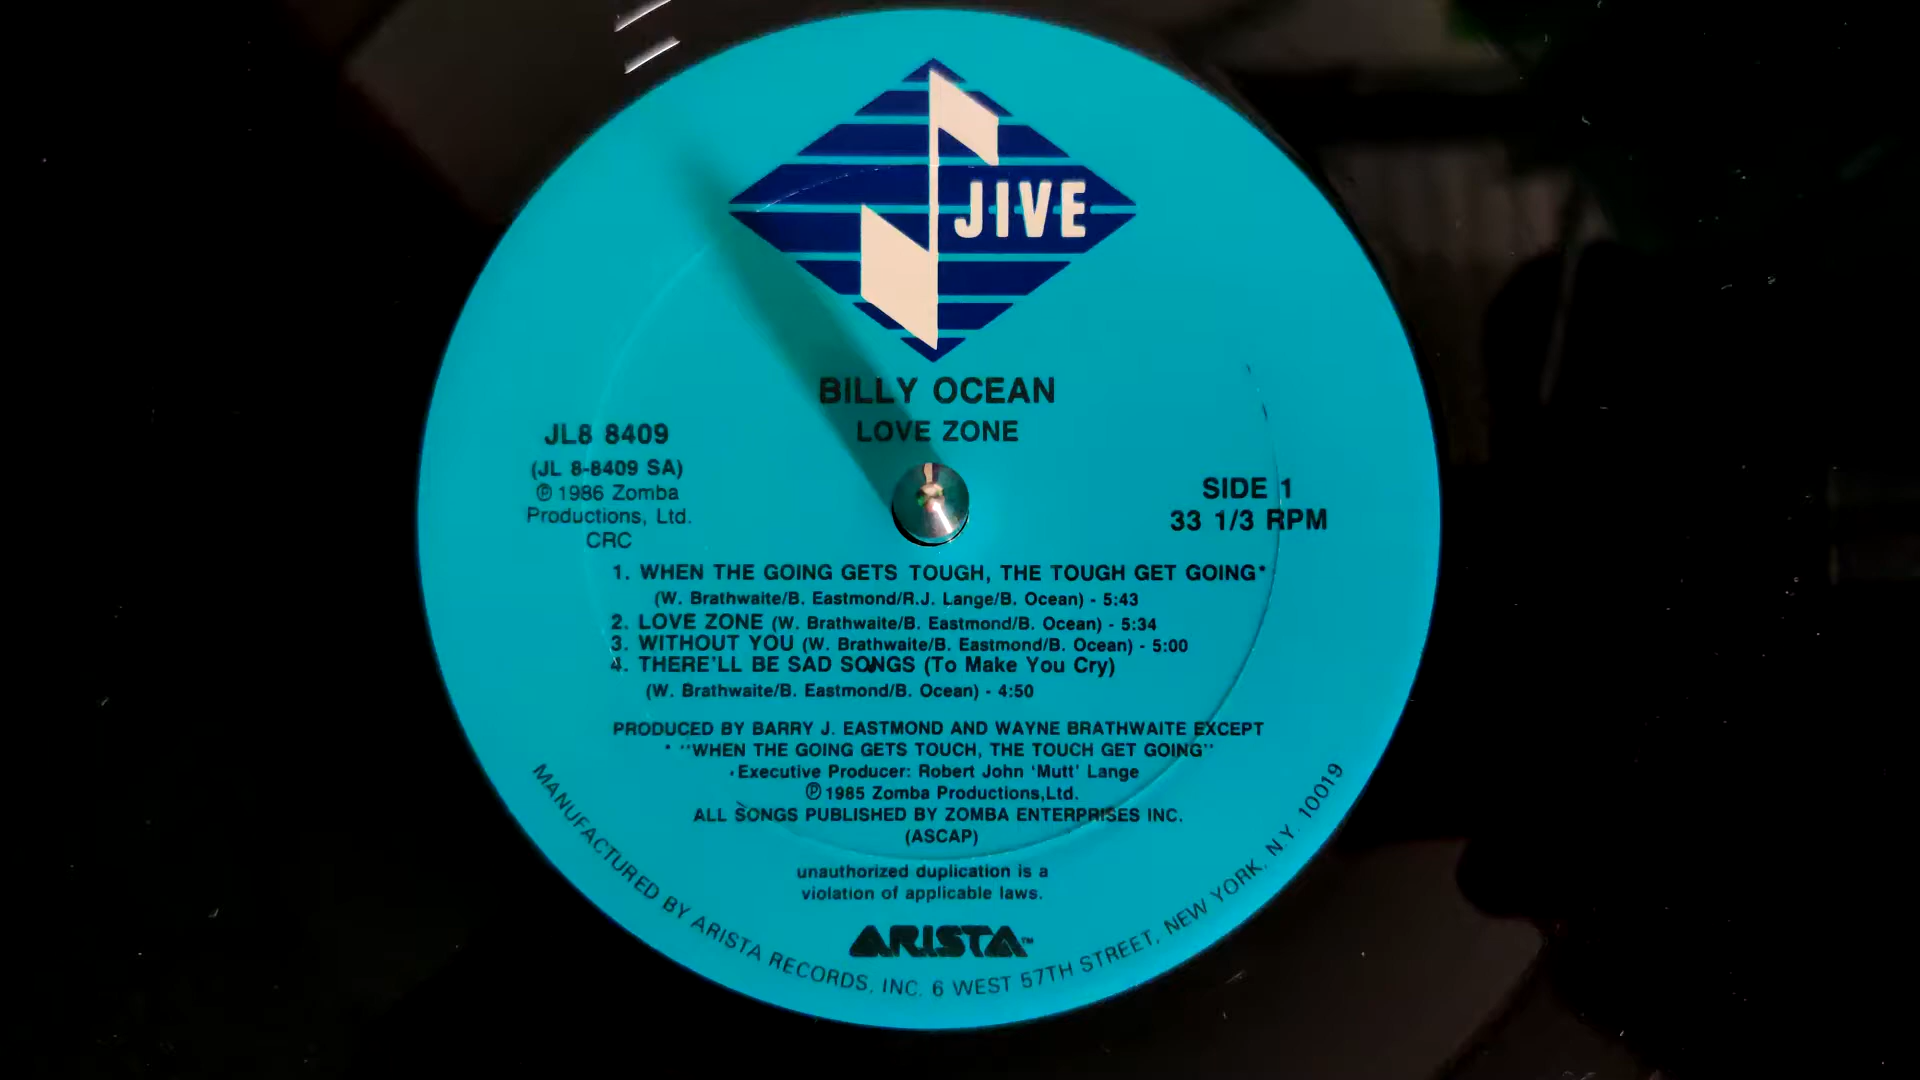 JIVE
BILLY OCEAN
LOVE ZONE
JL8 8409
(JL 8-8409 SA)
℗ 1986 Zomba
Productions, Ltd.
CRC
SIDE 1
33 1/3 RPM
1. WHEN THE GOING GETS TOUGH, THE TOUGH GET GOING*
(W. Brathwaite/B. Eastmond/R.J. Lange/B. Ocean) - 5:43
2. LOVE ZONE (W. Brathwaite/B. Eastmond/B. Ocean) - 5:34
3. WITHOUT YOU (W. Brathwaite/B. Eastmond/B. Ocean) - 5:00
4. THERE'LL BE SAD SONGS (To Make You Cry)
(W. Brathwaite/B. Eastmond/B. Ocean) - 4:50
PRODUCED BY BARRY J. EASTMOND AND WAYNE BRATHWAITE EXCEPT
* "WHEN THE GOING GETS TOUCH, THE TOUCH GET GOING"
·Executive Producer: Robert John 'Mutt' Lange
℗ 1985 Zomba Productions,Ltd.
ALL SONGS PUBLISHED BY ZOMBA ENTERPRISES INC.
(ASCAP)
unauthorized duplication is a
violation of applicable laws.
ARISTA™
MANUFACTURED BY ARISTA RECORDS, INC. 6 WEST 57TH STREET, NEW YORK, N.Y. 10019